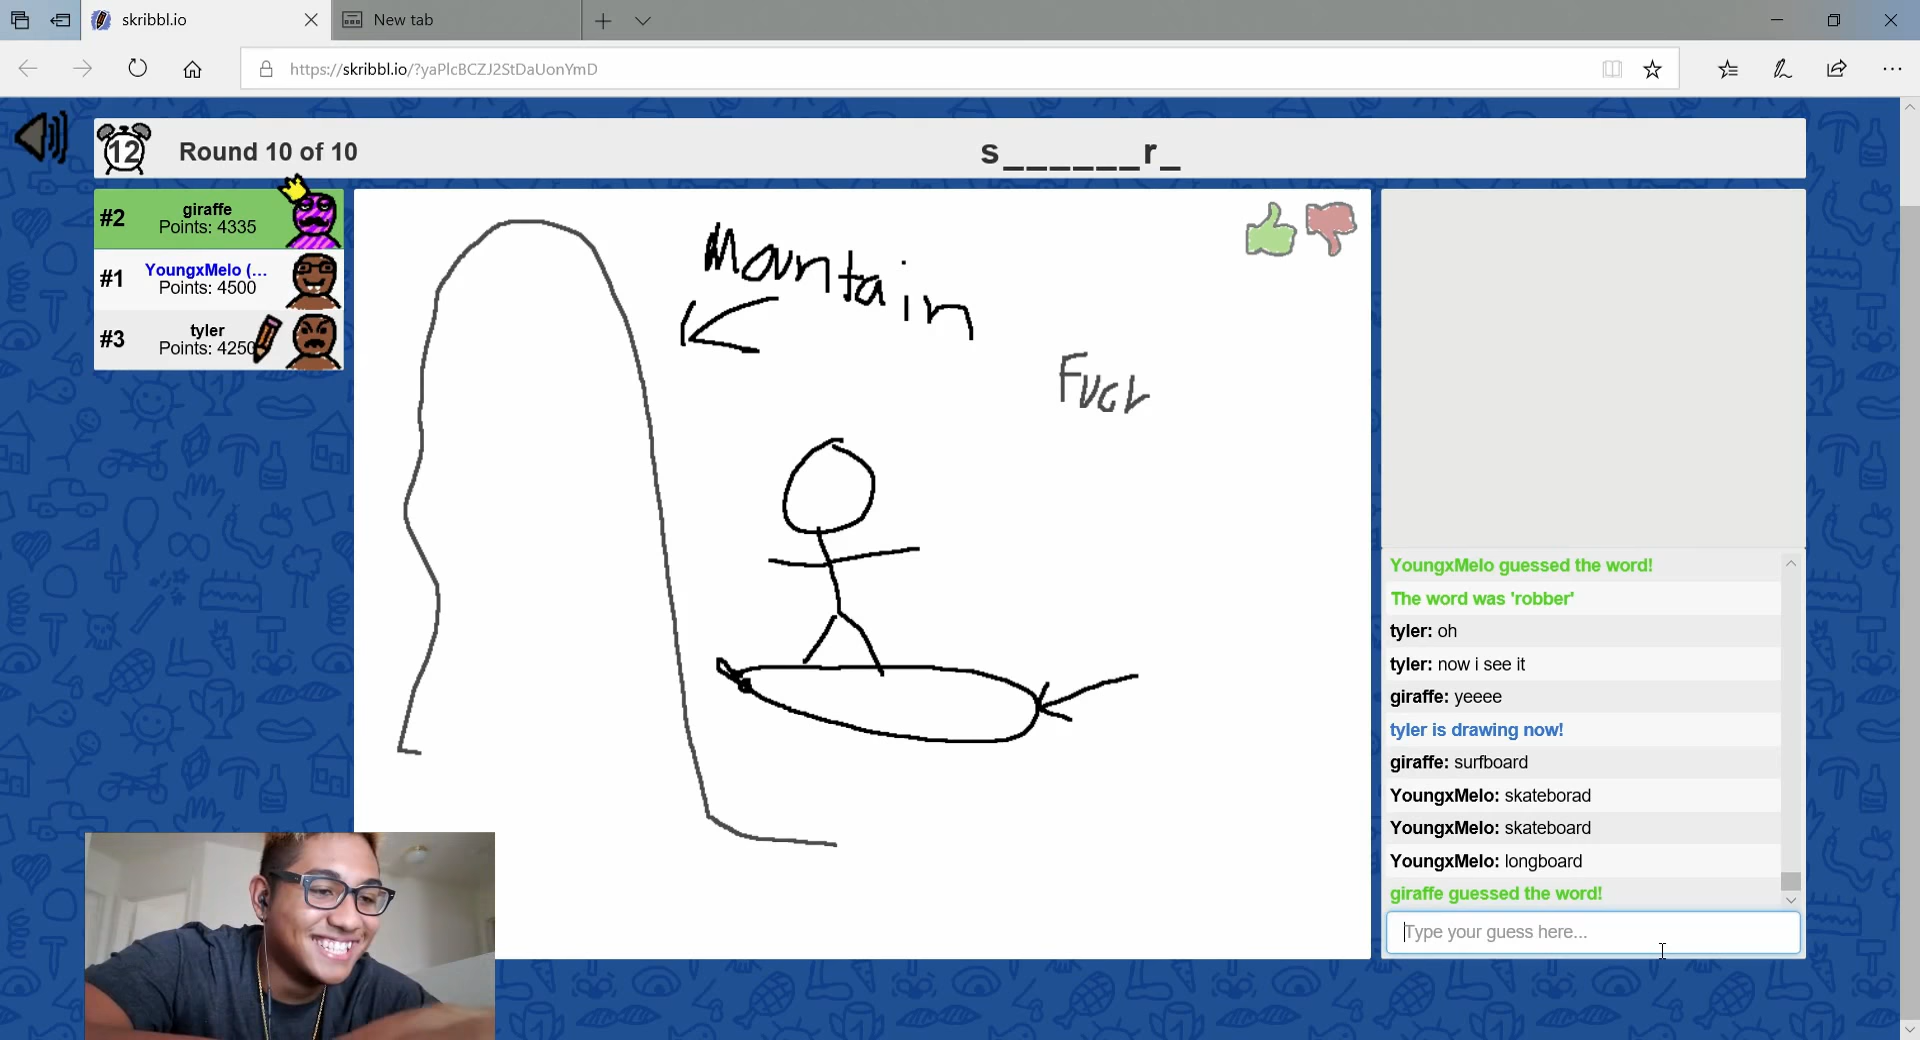 skribbl.io
New tab
https://skribbl.io/?yaPlcBCZJ2StDaUonYmD
12
Round 10 of 10
s______r_
#2
giraffe
Points: 4335
#1
YoungxMelo (...
Points: 4500
#3
tyler
Points: 4250
Mountain
YoungxMelo guessed the word!
The word was 'robber'
tyler: oh
tyler: now i see it
giraffe: yeeee
tyler is drawing now!
giraffe: surfboard
YoungxMelo: skateborad
YoungxMelo: skateboard
YoungxMelo: longboard
giraffe guessed the word!
Type your guess here...